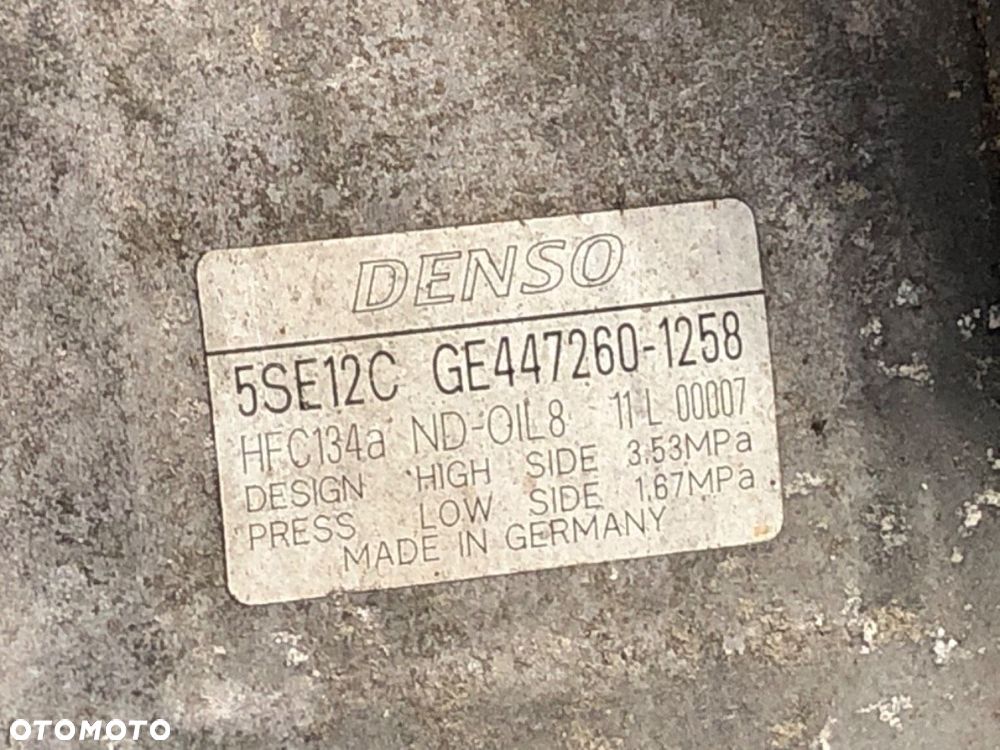 DENSO
5SE12C GE447260-1258
HFC134a ND-OIL8 11L 00007
DESIGN HIGH SIDE 3.53MPa
PRESS LOW SIDE 1.67MPa
MADE IN GERMANY
OTOMOTO